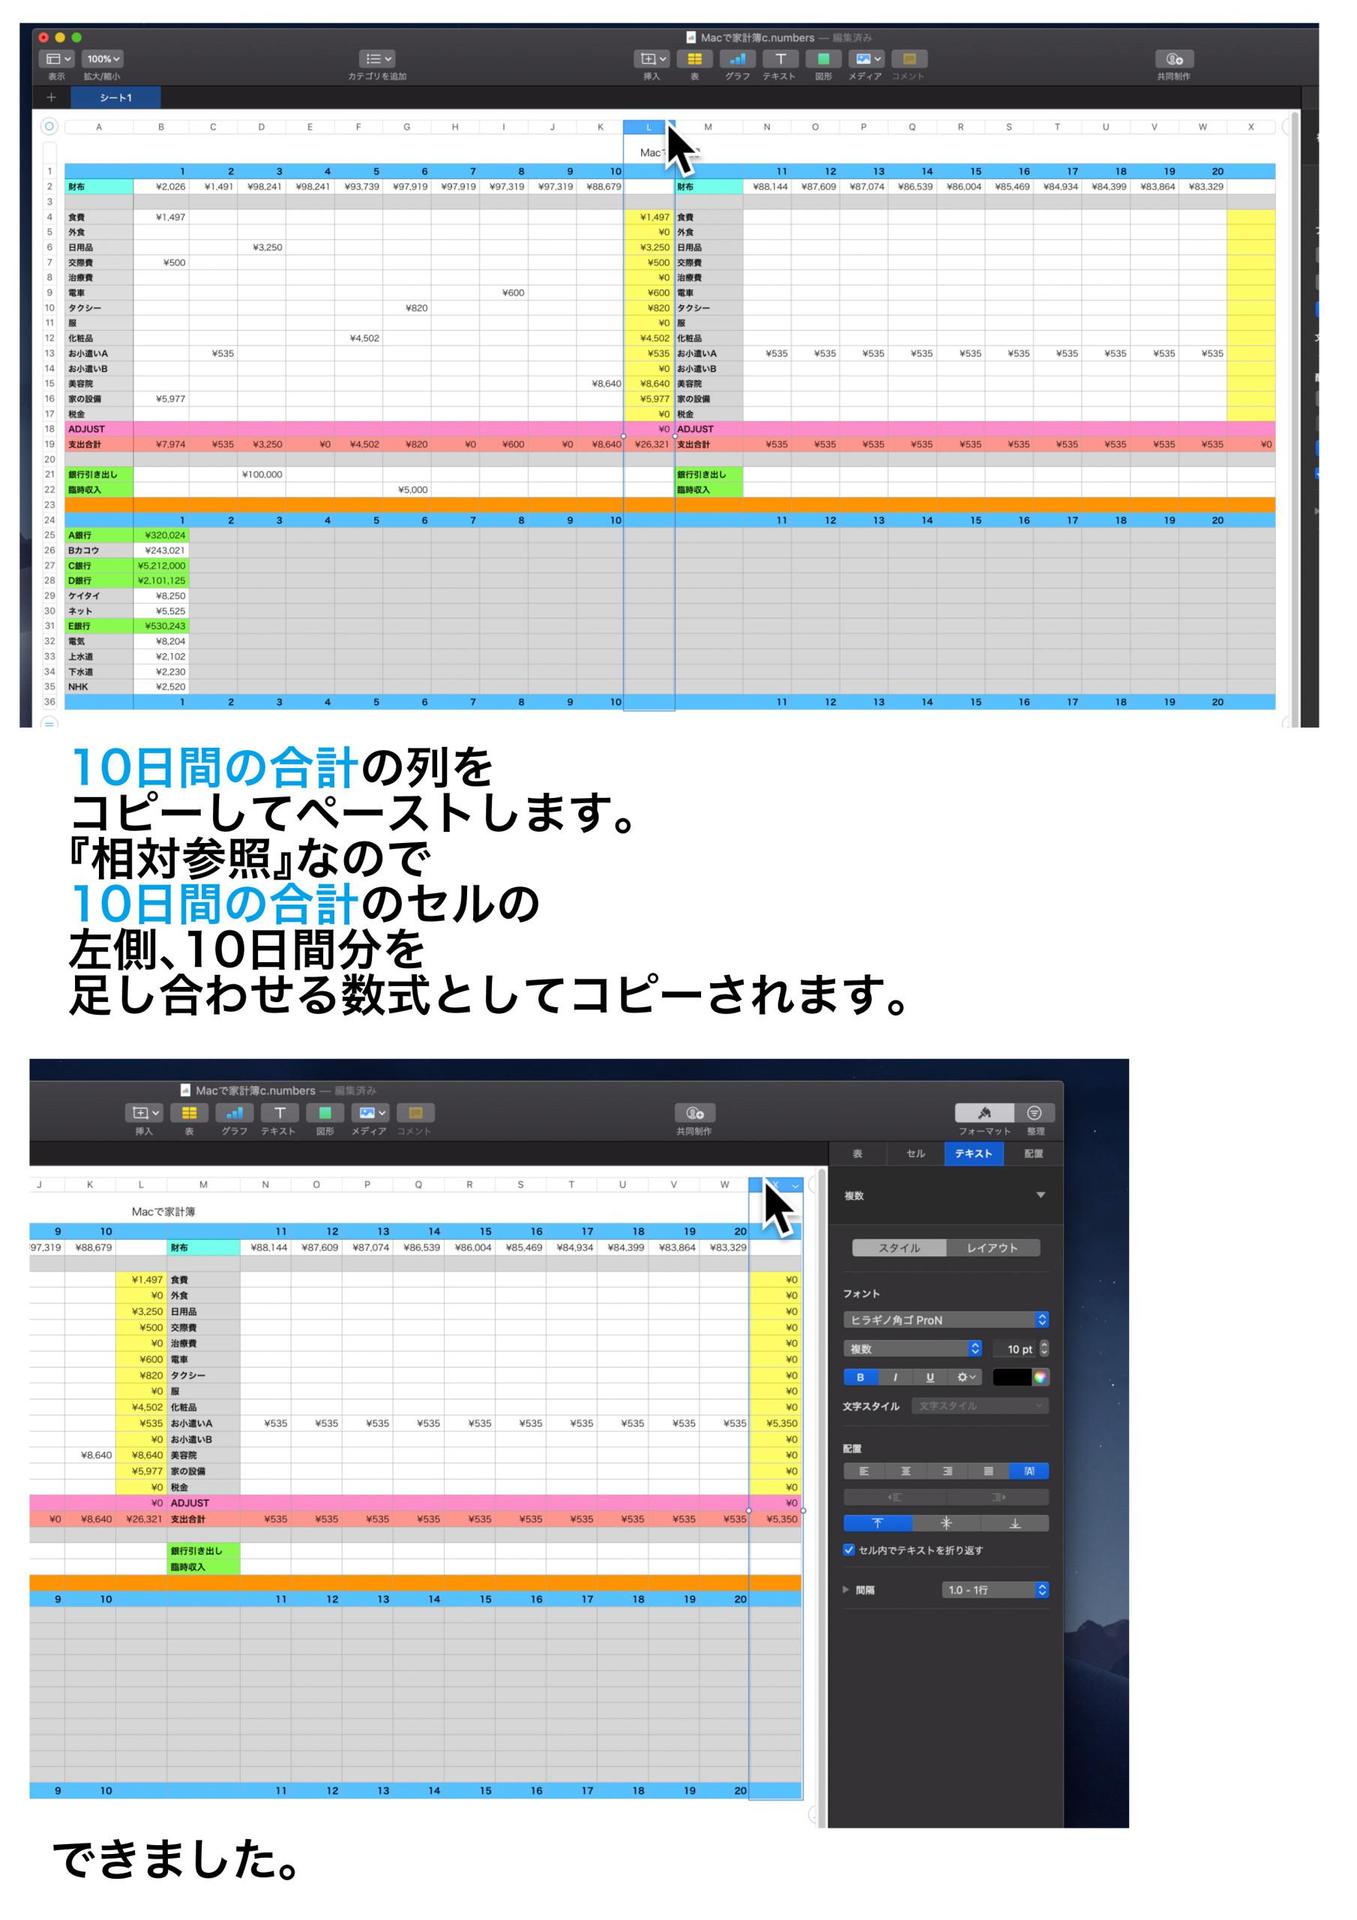 Macで家計簿c.numbers — 編集済み
100%
表示 拡大/縮小 カテゴリを追加 挿入 表 グラフ テキスト 図形 メディア コメント 共同制作
+ シート1
A B C D E F G H I J K L M N O P Q R S T U V W X
1 1 2 3 4 5 6 7 8 9 10 11 12 13 14 15 16 17 18 19 20
2 財布 ¥2,026 ¥1,491 ¥98,241 ¥98,241 ¥93,739 ¥97,919 ¥97,919 ¥97,319 ¥97,319 ¥88,679 財布 ¥88,144 ¥87,609 ¥87,074 ¥86,539 ¥86,004 ¥85,469 ¥84,934 ¥84,399 ¥83,864 ¥83,329
3
4 食費 ¥1,497 ¥1,497 食費
5 外食 ¥0 外食
6 日用品 ¥3,250 ¥3,250 日用品
7 交際費 ¥500 ¥500 交際費
8 治療費 ¥0 治療費
9 電車 ¥600 ¥600 電車
10 タクシー ¥820 ¥820 タクシー
11 服 ¥0 服
12 化粧品 ¥4,502 ¥4,502 化粧品
13 お小遣いA ¥535 ¥535 お小遣いA ¥535 ¥535 ¥535 ¥535 ¥535 ¥535 ¥535 ¥535 ¥535 ¥535
14 お小遣いB ¥0 お小遣いB
15 美容院 ¥8,640 ¥8,640 美容院
16 家の設備 ¥5,977 ¥5,977 家の設備
17 税金 ¥0 税金
18 ADJUST ¥0 ADJUST
19 支出合計 ¥7,974 ¥535 ¥3,250 ¥0 ¥4,502 ¥820 ¥0 ¥600 ¥0 ¥8,640 ¥26,321 支出合計 ¥535 ¥535 ¥535 ¥535 ¥535 ¥535 ¥535 ¥535 ¥535 ¥535 ¥0
20
21 銀行引き出し ¥100,000 銀行引き出し
22 臨時収入 ¥5,000 臨時収入
23
24 1 2 3 4 5 6 7 8 9 10 11 12 13 14 15 16 17 18 19 20
25 A銀行 ¥320,024
26 Bカコウ ¥243,021
27 C銀行 ¥5,212,000
28 D銀行 ¥2,101,125
29 ケイタイ ¥8,250
30 ネット ¥5,525
31 E銀行 ¥530,243
32 電気 ¥8,204
33 上水道 ¥2,102
34 下水道 ¥2,230
35 NHK ¥2,520
36 1 2 3 4 5 6 7 8 9 10 11 12 13 14 15 16 17 18 19 20
10日間の合計の列を
コピーしてペーストします。
『相対参照』なので
10日間の合計のセルの
左側、10日間分を
足し合わせる数式としてコピーされます。
Macで家計簿c.numbers — 編集済み
挿入 表 グラフ テキスト 図形 メディア コメント 共同制作 フォーマット 整理
表 セル テキスト 配置
J K L M N O P Q R S T U V W
Macで家計簿
9 10 11 12 13 14 15 16 17 18 19 20
97,319 ¥88,679 財布 ¥88,144 ¥87,609 ¥87,074 ¥86,539 ¥86,004 ¥85,469 ¥84,934 ¥84,399 ¥83,864 ¥83,329
¥1,497 食費 ¥0
¥0 外食 ¥0
¥3,250 日用品 ¥0
¥500 交際費 ¥0
¥0 治療費 ¥0
¥600 電車 ¥0
¥820 タクシー ¥0
¥0 服 ¥0
¥4,502 化粧品 ¥0
¥535 お小遣いA ¥535 ¥535 ¥535 ¥535 ¥535 ¥535 ¥535 ¥535 ¥535 ¥535 ¥5,350
¥0 お小遣いB ¥0
¥8,640 ¥8,640 美容院 ¥0
¥5,977 家の設備 ¥0
¥0 税金 ¥0
¥0 ADJUST ¥0
¥0 ¥8,640 ¥26,321 支出合計 ¥535 ¥535 ¥535 ¥535 ¥535 ¥535 ¥535 ¥535 ¥535 ¥535 ¥5,350
銀行引き出し
臨時収入
9 10 11 12 13 14 15 16 17 18 19 20
9 10 11 12 13 14 15 16 17 18 19 20
複数
スタイル レイアウト
フォント
ヒラギノ角ゴ ProN
複数 10 pt
B I U
文字スタイル 文字スタイル
配置
セル内でテキストを折り返す
間隔 1.0 - 1行
できました。